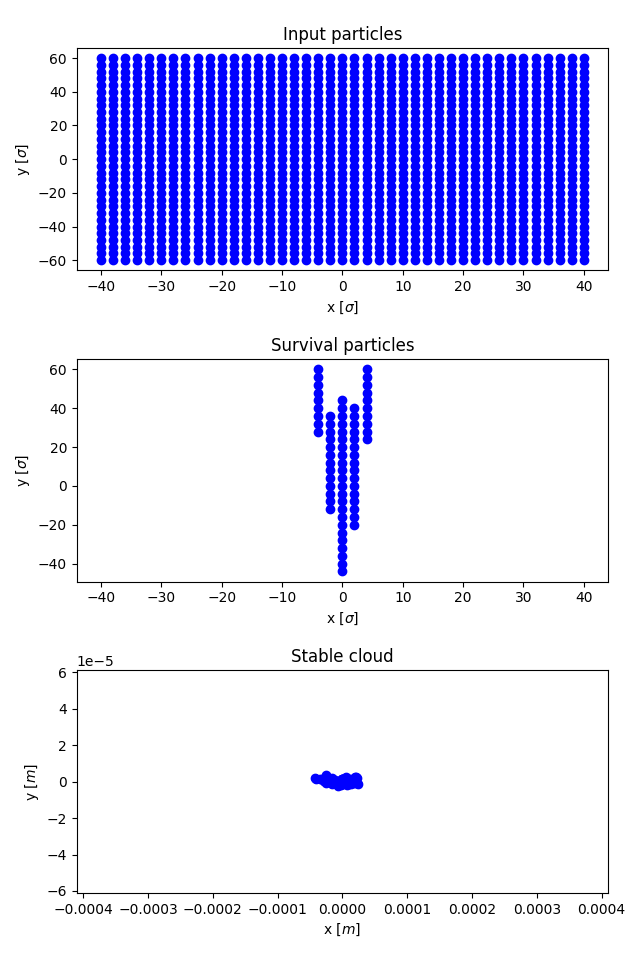 Input particles
60
40
20
0
−20
−40
−60
y [σ]
−40 −30 −20 −10 0 10 20 30 40
x [σ]
Survival particles
60
40
20
0
−20
−40
y [σ]
−40 −30 −20 −10 0 10 20 30 40
x [σ]
Stable cloud
1e−5
6
4
2
0
−2
−4
−6
y [m]
−0.0004 −0.0003 −0.0002 −0.0001 0.0000 0.0001 0.0002 0.0003 0.0004
x [m]